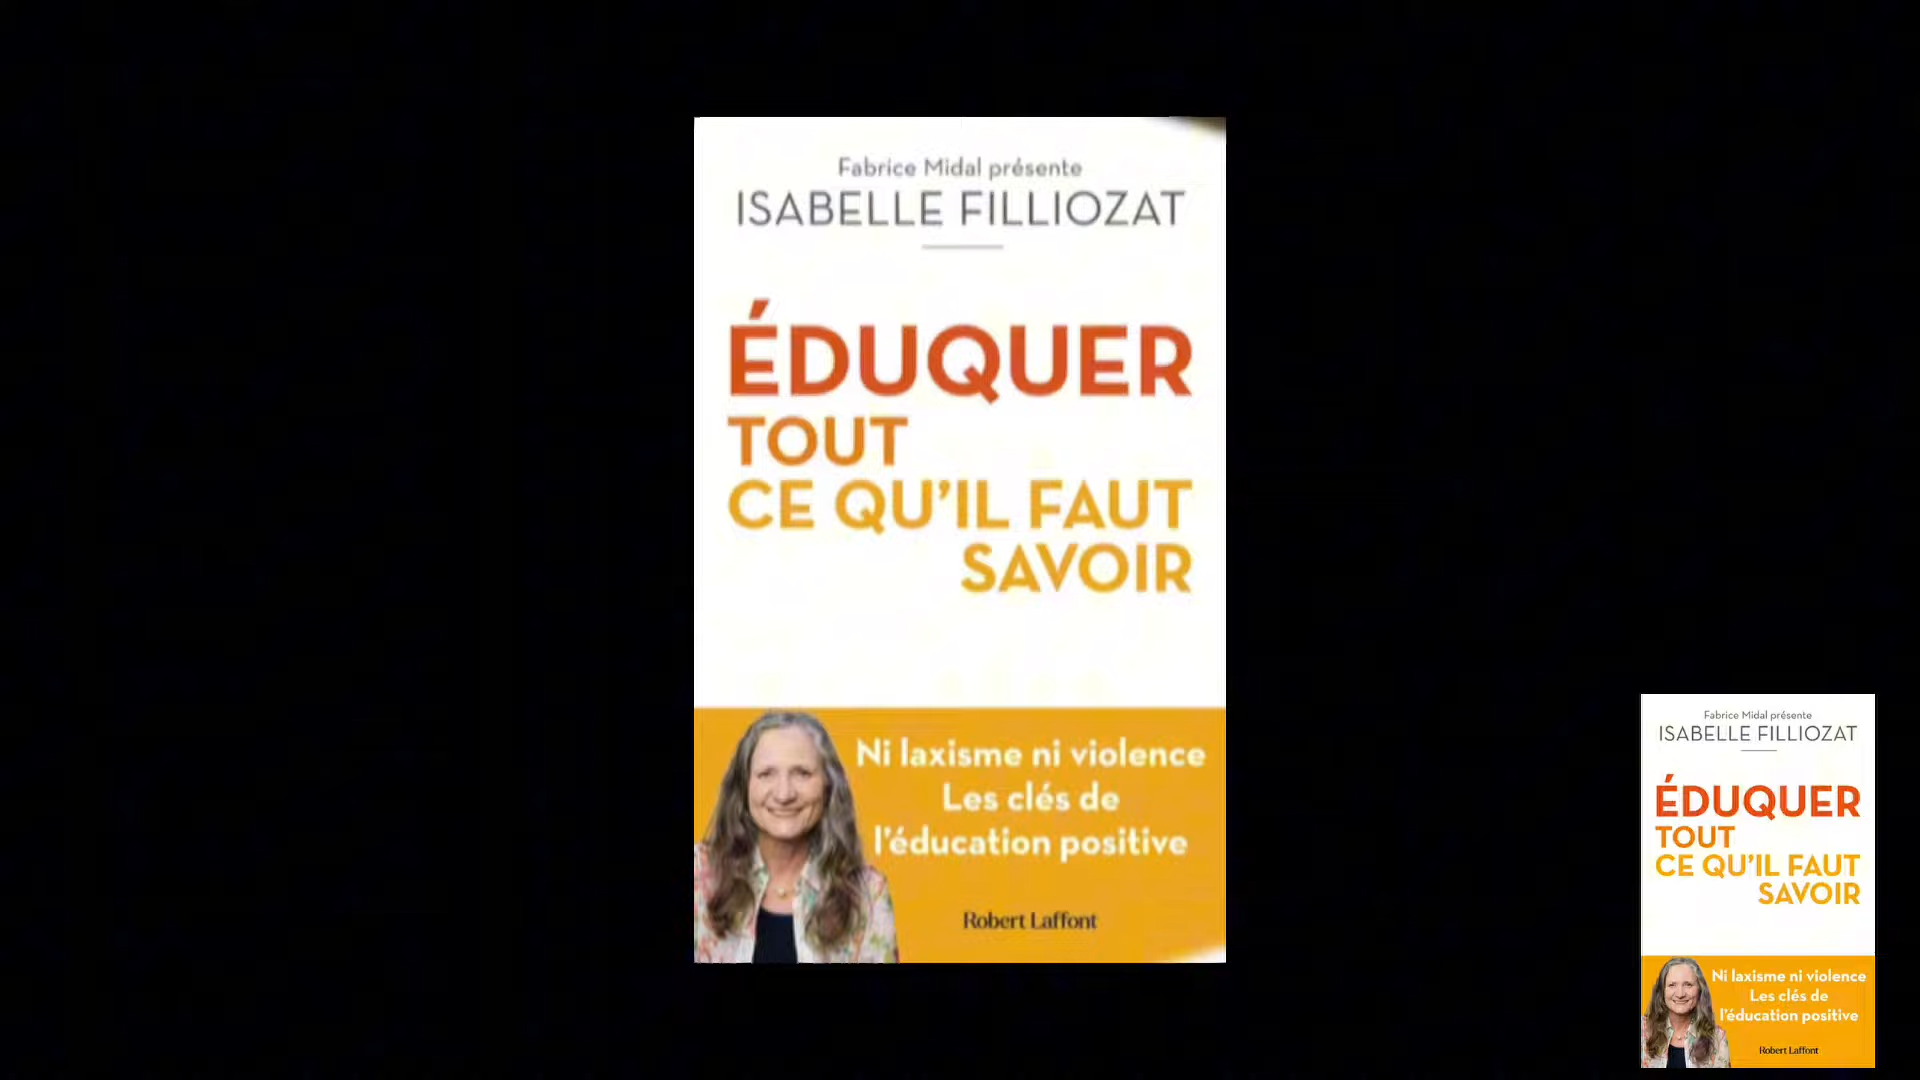 Fabrice Midal présente
ISABELLE FILLIOZAT
ÉDUQUER
TOUT
CE QU'IL FAUT
SAVOIR
Ni laxisme ni violence
Les clés de
l'éducation positive
Robert Laffont
Fabrice Midal présente
ISABELLE FILLIOZAT
ÉDUQUER
TOUT
CE QU'IL FAUT
SAVOIR
Ni laxisme ni violence
Les clés de
l'éducation positive
Robert Laffont